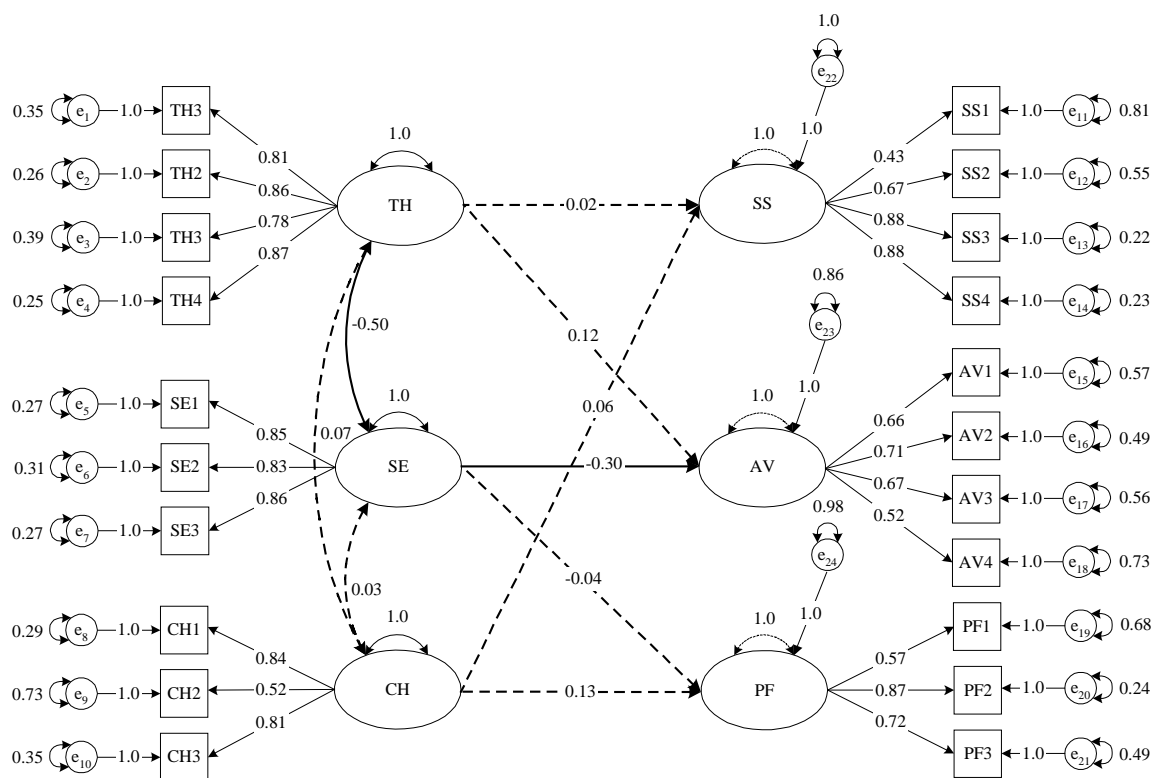 1.0
e22
1.0
1.0
0.35 e1 1.0 TH3
0.81
0.26 e2 1.0 TH2
0.86
0.39 e3 1.0 TH3
0.78
0.25 e4 1.0 TH4
0.87
1.0
TH
0.02
SS
SS1 1.0 e11 0.81
0.43
SS2 1.0 e12 0.55
0.67
SS3 1.0 e13 0.22
0.88
SS4 1.0 e14 0.23
0.88
-0.50
0.12
0.86
e23
1.0
1.0
0.27 e5 1.0 SE1
0.85
0.31 e6 1.0 SE2
0.83
0.27 e7 1.0 SE3
0.86
1.0
SE
0.07
0.06
-0.30
AV
AV1 1.0 e15 0.57
0.66
AV2 1.0 e16 0.49
0.71
AV3 1.0 e17 0.56
0.67
AV4 1.0 e18 0.73
0.52
0.98
e24
1.0
1.0
0.03
-0.04
0.29 e8 1.0 CH1
0.84
0.73 e9 1.0 CH2
0.52
0.35 e10 1.0 CH3
0.81
1.0
CH
0.13
PF
PF1 1.0 e19 0.68
0.57
PF2 1.0 e20 0.24
0.87
PF3 1.0 e21 0.49
0.72